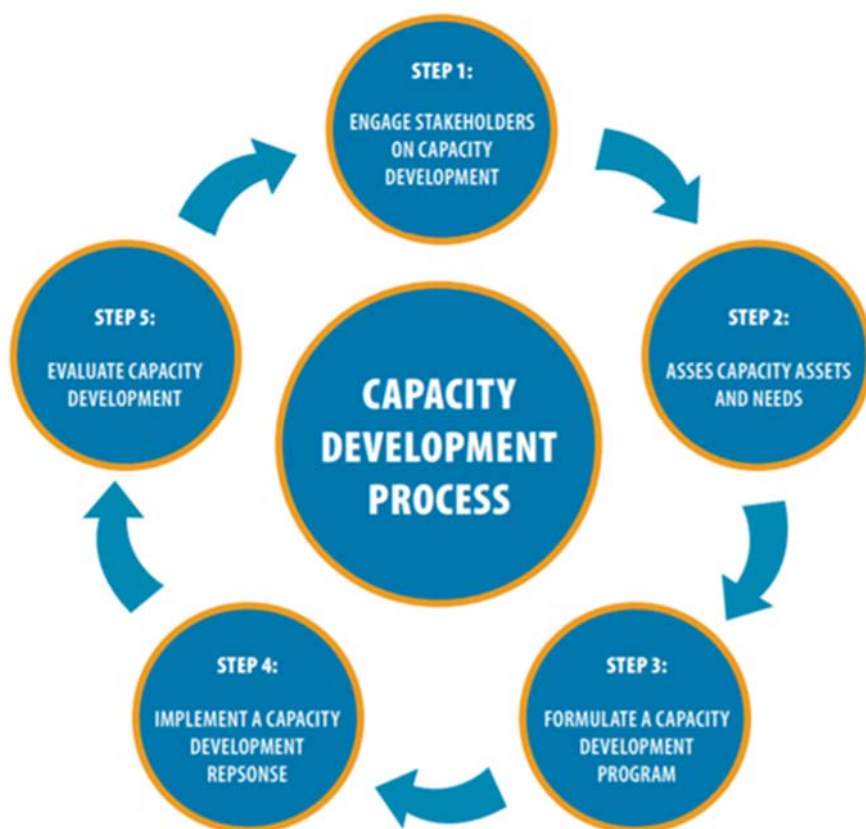 STEP 1:
ENGAGE STAKEHOLDERS
ON CAPACITY
DEVELOPMENT
STEP 2:
ASSES CAPACITY ASSETS
AND NEEDS
STEP 3:
FORMULATE A CAPACITY
DEVELOPMENT
PROGRAM
STEP 4:
IMPLEMENT A CAPACITY
DEVELOPMENT
REPSONSE
STEP 5:
EVALUATE CAPACITY
DEVELOPMENT
CAPACITY
DEVELOPMENT
PROCESS